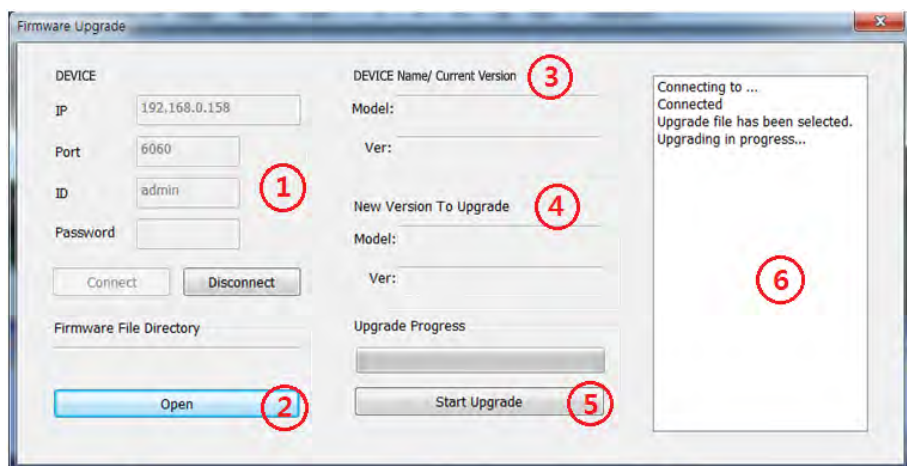 Firmware Upgrade
x
DEVICE
IP 192.168.0.158
Port 6060
ID admin
Password
1
Connect Disconnect
Firmware File Directory
Open
2
DEVICE Name/ Current Version
3
Model:
Ver:
New Version To Upgrade
4
Model:
Ver:
Upgrade Progress
Start Upgrade
5
Connecting to ...
Connected
Upgrade file has been selected.
Upgrading in progress...
6